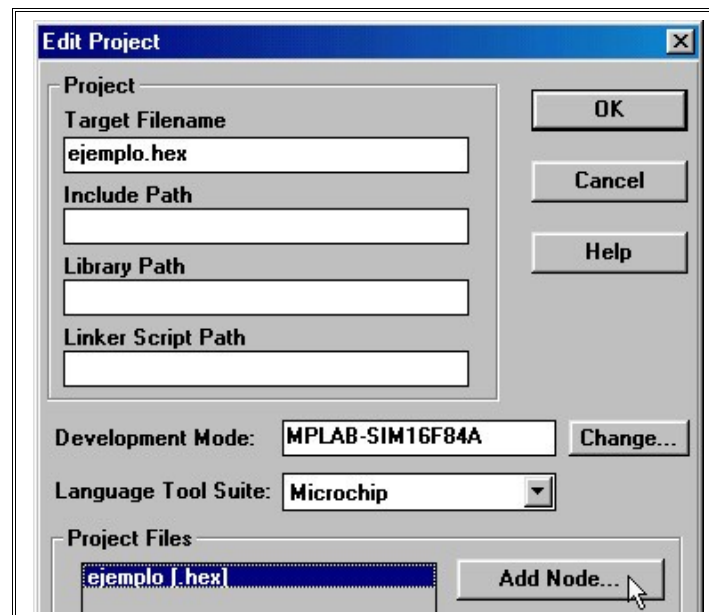 Edit Project
Project
Target Filename
ejemplo.hex
Include Path
Library Path
Linker Script Path
OK
Cancel
Help
Development Mode: MPLAB-SIM16F84A Change...
Language Tool Suite: Microchip
Project Files
ejemplo [.hex] Add Node...